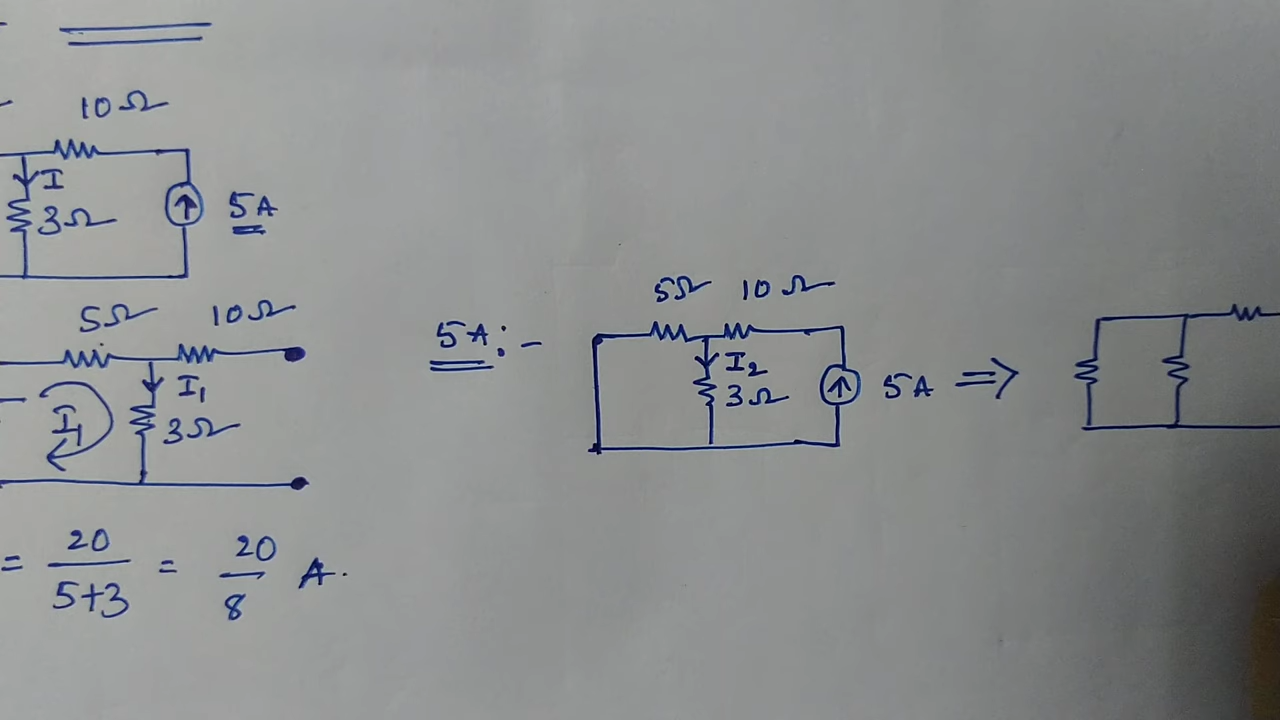 10Ω
I
3Ω
5A
5Ω 10Ω
I₁
I₁
3Ω
= 20/5+3 = 20/8 A.
5A:-
5Ω 10Ω
I₂
3Ω
5A ⇒